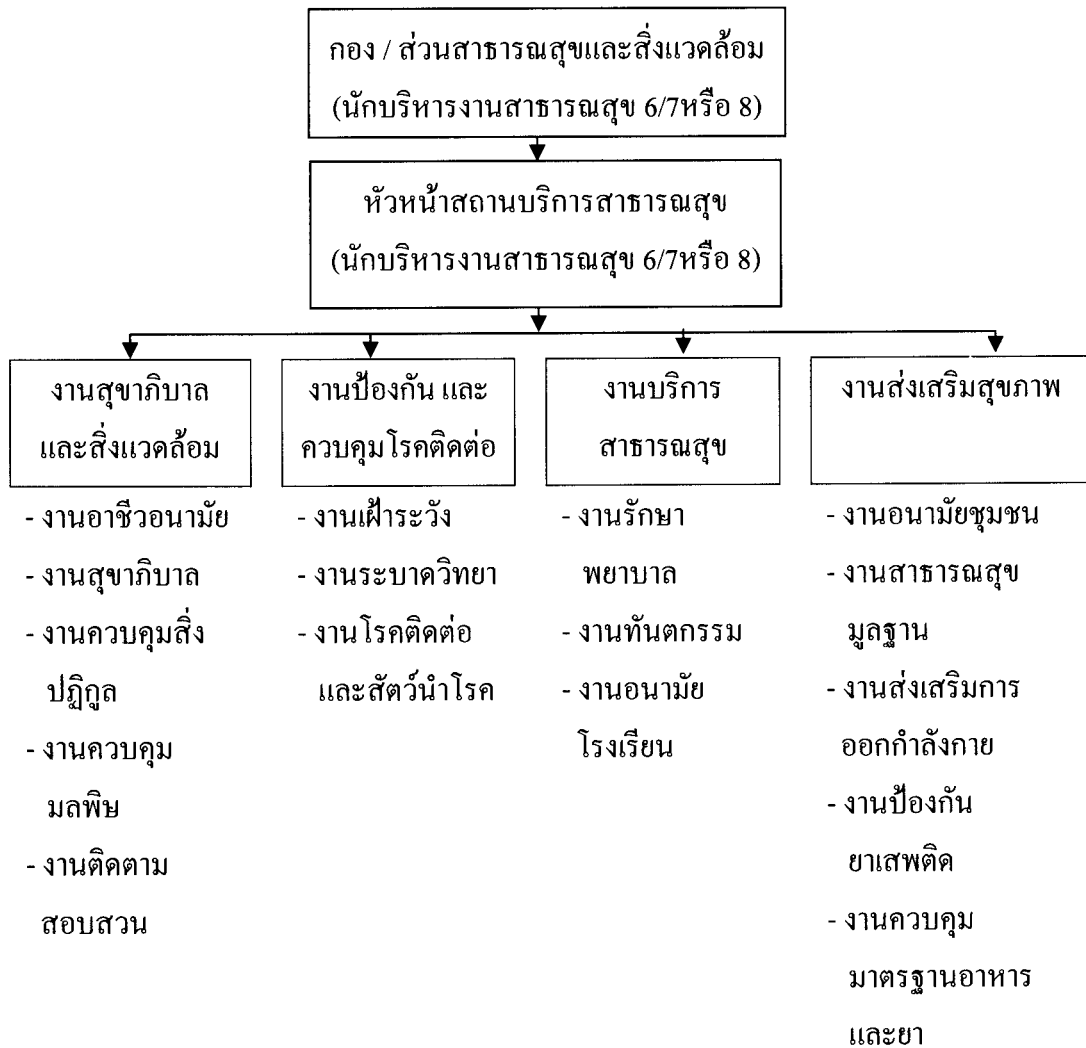 กอง / ส่วนสาธารณสุขและสิ่งแวดล้อม
(นักบริหารงานสาธารณสุข 6/7หรือ 8)
หัวหน้าสถานบริการสาธารณสุข
(นักบริหารงานสาธารณสุข 6/7หรือ 8)
งานสุขาภิบาล
และสิ่งแวดล้อม
- งานอาชีวอนามัย
- งานสุขาภิบาล
- งานควบคุมสิ่ง
ปฏิกูล
- งานควบคุม
มลพิษ
- งานติดตาม
สอบสวน
งานป้องกัน และ
ควบคุมโรคติดต่อ
- งานเฝ้าระวัง
- งานระบาดวิทยา
- งานโรคติดต่อ
และสัตว์นำโรค
งานบริการ
สาธารณสุข
- งานรักษา
พยาบาล
- งานทันตกรรม
- งานอนามัย
โรงเรียน
งานส่งเสริมสุขภาพ
- งานอนามัยชุมชน
- งานสาธารณสุข
มูลฐาน
- งานส่งเสริมการ
ออกกำลังกาย
- งานป้องกัน
ยาเสพติด
- งานควบคุม
มาตรฐานอาหาร
และยา